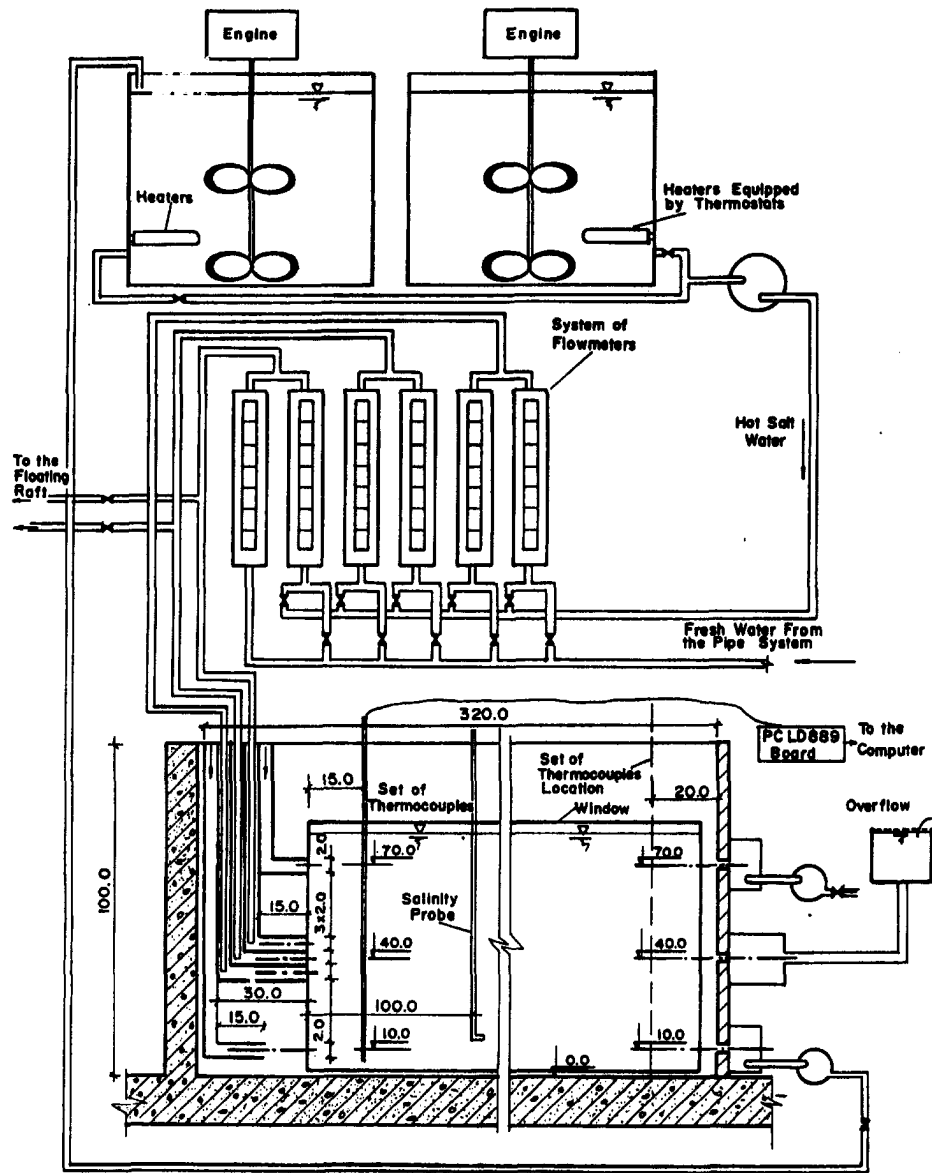 Engine
Engine
Heaters
Heaters Equipped
by Thermostats
System of
Flowmeters
Hot Salt
Water
To the
Floating
Raft
Fresh Water From
the Pipe System
320.0
PCLD889
Board
To the
Computer
Set of
Thermocouples
Location
15.0
Set of
Thermocouples
20.0
Window
Overflow
2.0
70.0
70.0
100.0
15.0
3x2.0
Salinity
Probe
40.0
40.0
30.0
100.0
15.0
2.0
10.0
10.0
0.0